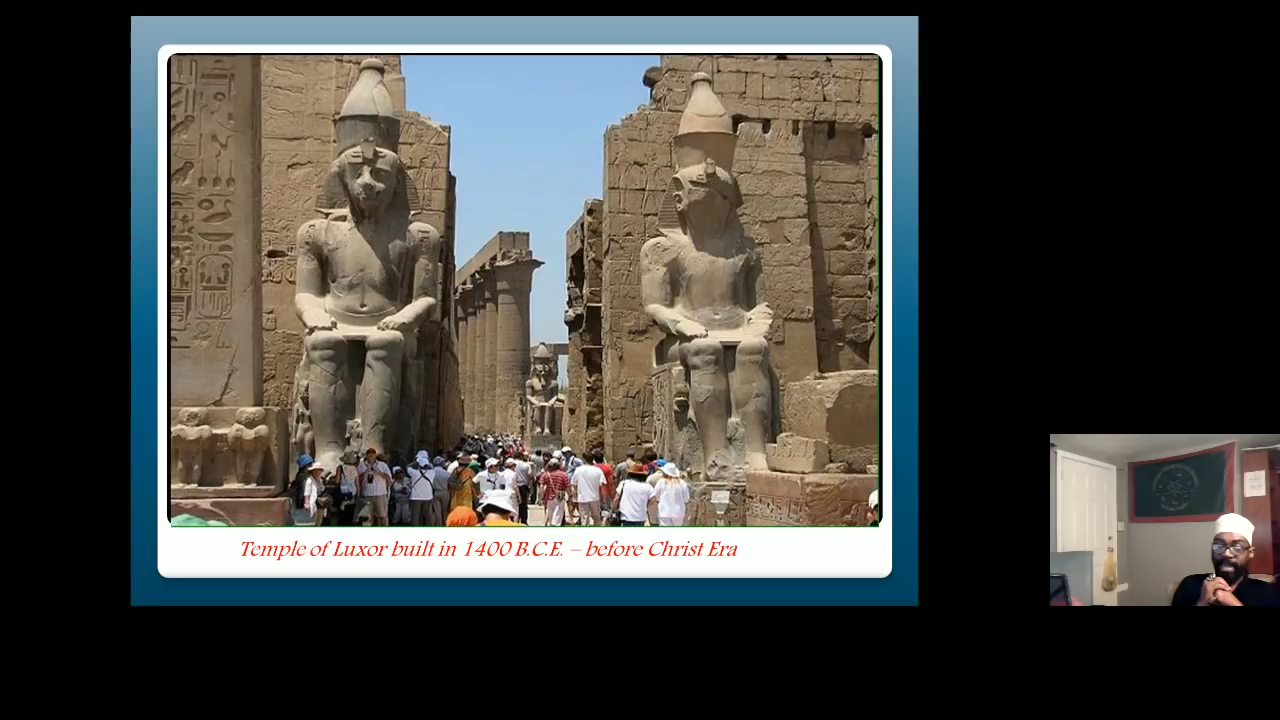 Temple of Luxor built in 1400 B.C.E. – before Christ Era